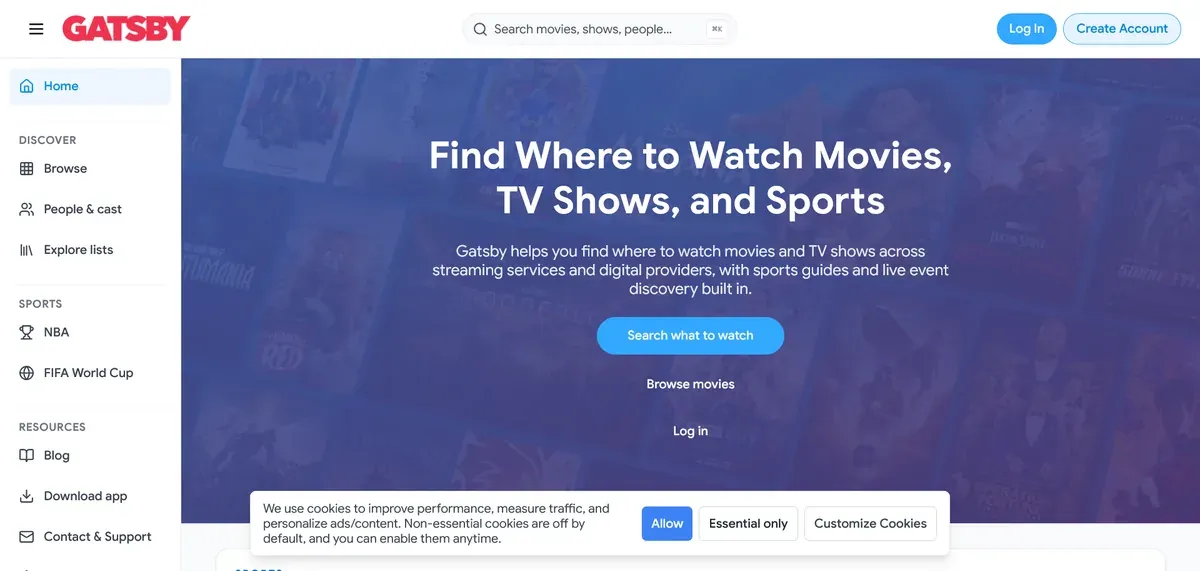 GATSBY
Search movies, shows, people...
⌘K
Log In
Create Account
Home
DISCOVER
Browse
People & cast
Explore lists
SPORTS
NBA
FIFA World Cup
RESOURCES
Blog
Download app
Contact & Support
Find Where to Watch Movies,
TV Shows, and Sports
Gatsby helps you find where to watch movies and TV shows across
streaming services and digital providers, with sports guides and live event
discovery built in.
Search what to watch
Browse movies
Log in
We use cookies to improve performance, measure traffic, and
personalize ads/content. Non-essential cookies are off by
default, and you can enable them anytime.
Allow
Essential only
Customize Cookies